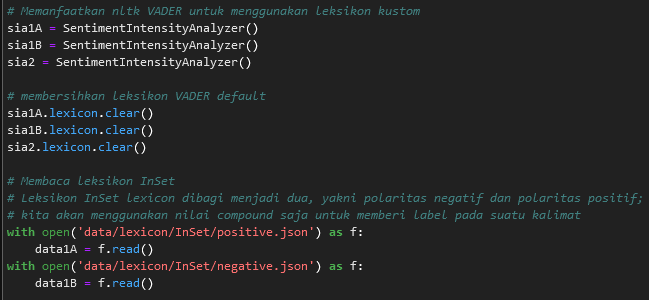 # Memanfaatkan nltk VADER untuk menggunakan leksikon kustom
sia1A = SentimentIntensityAnalyzer()
sia1B = SentimentIntensityAnalyzer()
sia2 = SentimentIntensityAnalyzer()
# membersihkan leksikon VADER default
sia1A.lexicon.clear()
sia1B.lexicon.clear()
sia2.lexicon.clear()
# Membaca leksikon InSet
# Leksikon InSet lexicon dibagi menjadi dua, yakni polaritas negatif dan polaritas positif;
# kita akan menggunakan nilai compound saja untuk memberi label pada suatu kalimat
with open('data/lexicon/InSet/positive.json') as f:
    data1A = f.read()
with open('data/lexicon/InSet/negative.json') as f:
    data1B = f.read()